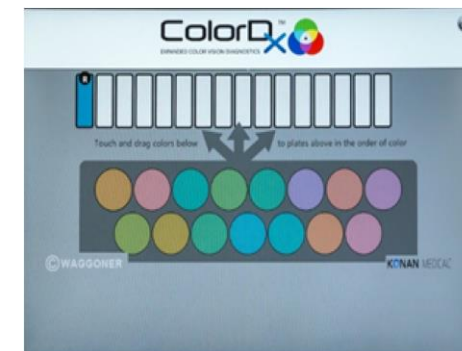 ColorDx™
EXPANDED COLOR VISION DIAGNOSTICS
R
Touch and drag colors below
to plates above in the order of color
©WAGGONER
KONAN MEDICAL